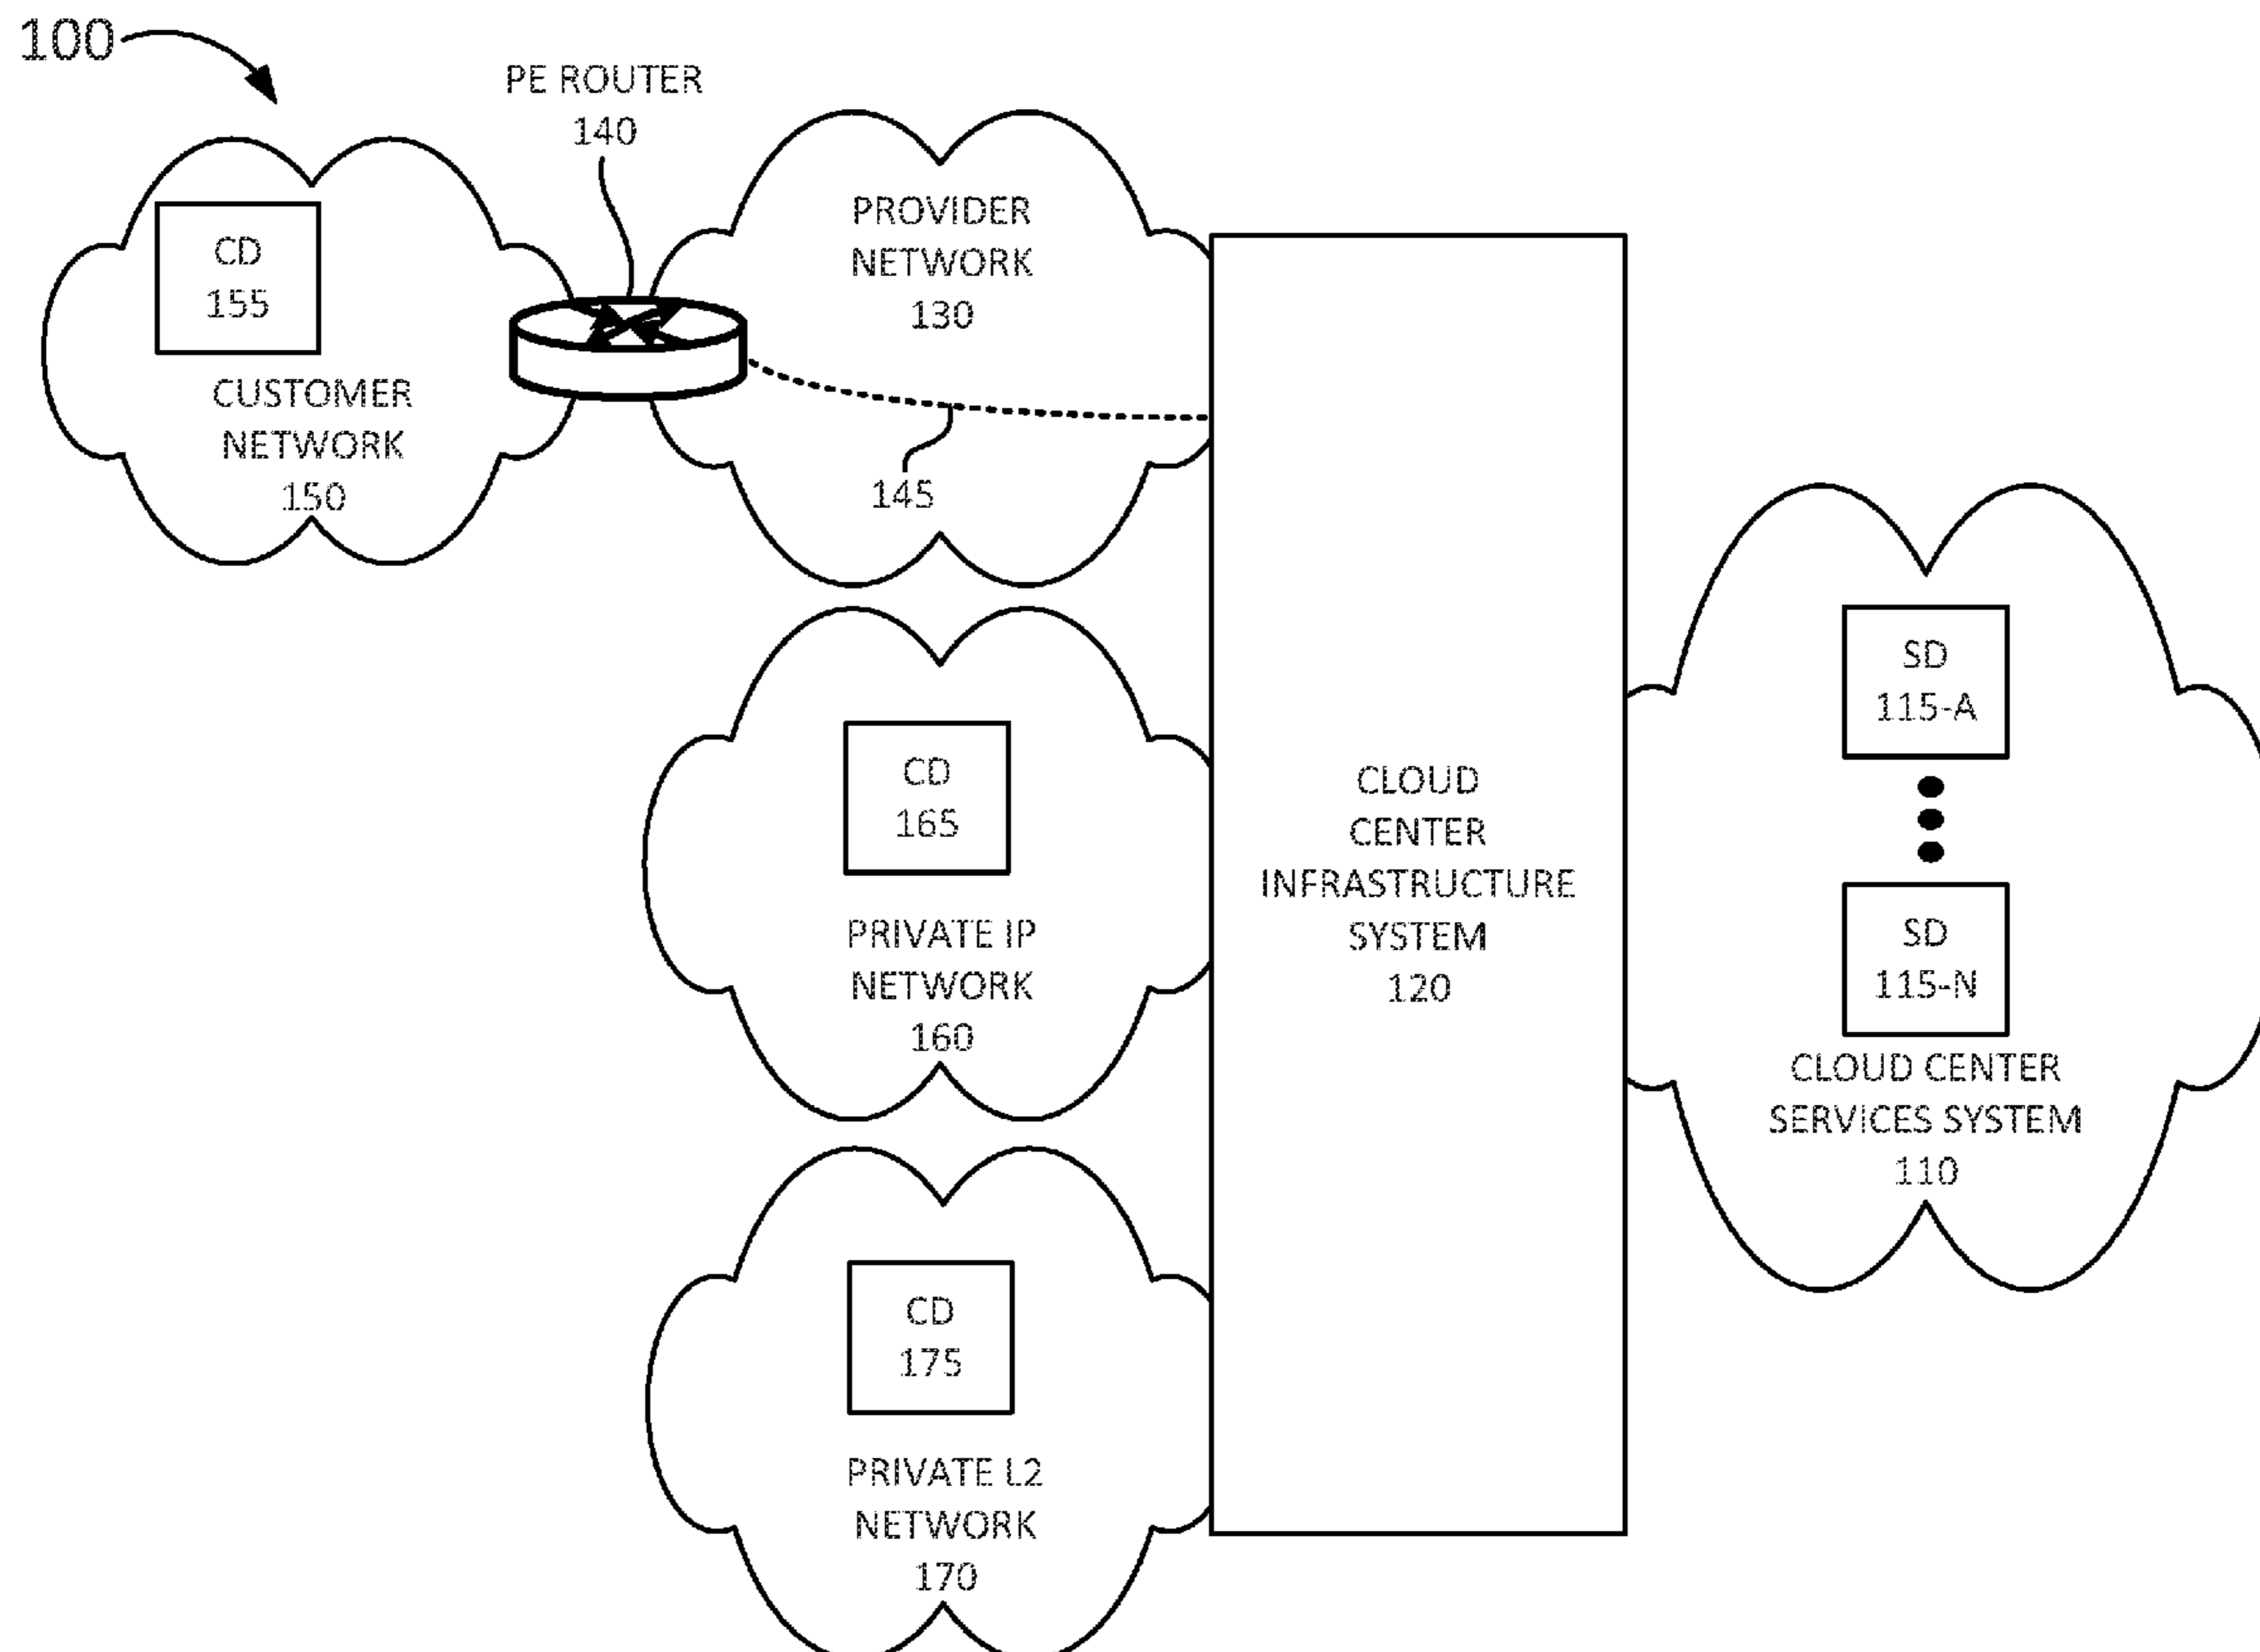 100
PE ROUTER
140
CD
155
CUSTOMER
NETWORK
150
PROVIDER
NETWORK
130
145
CD
165
PRIVATE IP
NETWORK
160
CD
175
PRIVATE L2
NETWORK
170
CLOUD
CENTER
INFRASTRUCTURE
SYSTEM
120
SD
115-A
SD
115-N
CLOUD CENTER
SERVICES SYSTEM
110